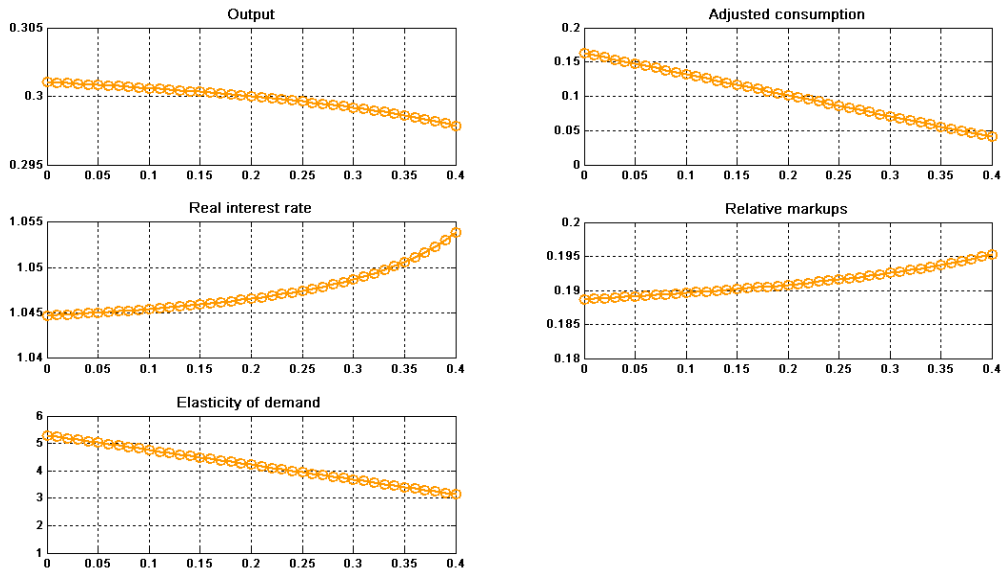 Output
0.305
0.3
0.295
0 0.05 0.1 0.15 0.2 0.25 0.3 0.35 0.4
Adjusted consumption
0.2
0.15
0.1
0.05
0
0 0.05 0.1 0.15 0.2 0.25 0.3 0.35 0.4
Real interest rate
1.055
1.05
1.045
1.04
0 0.05 0.1 0.15 0.2 0.25 0.3 0.35 0.4
Relative markups
0.2
0.195
0.19
0.185
0.18
0 0.05 0.1 0.15 0.2 0.25 0.3 0.35 0.4
Elasticity of demand
6
5
4
3
2
1
0 0.05 0.1 0.15 0.2 0.25 0.3 0.35 0.4